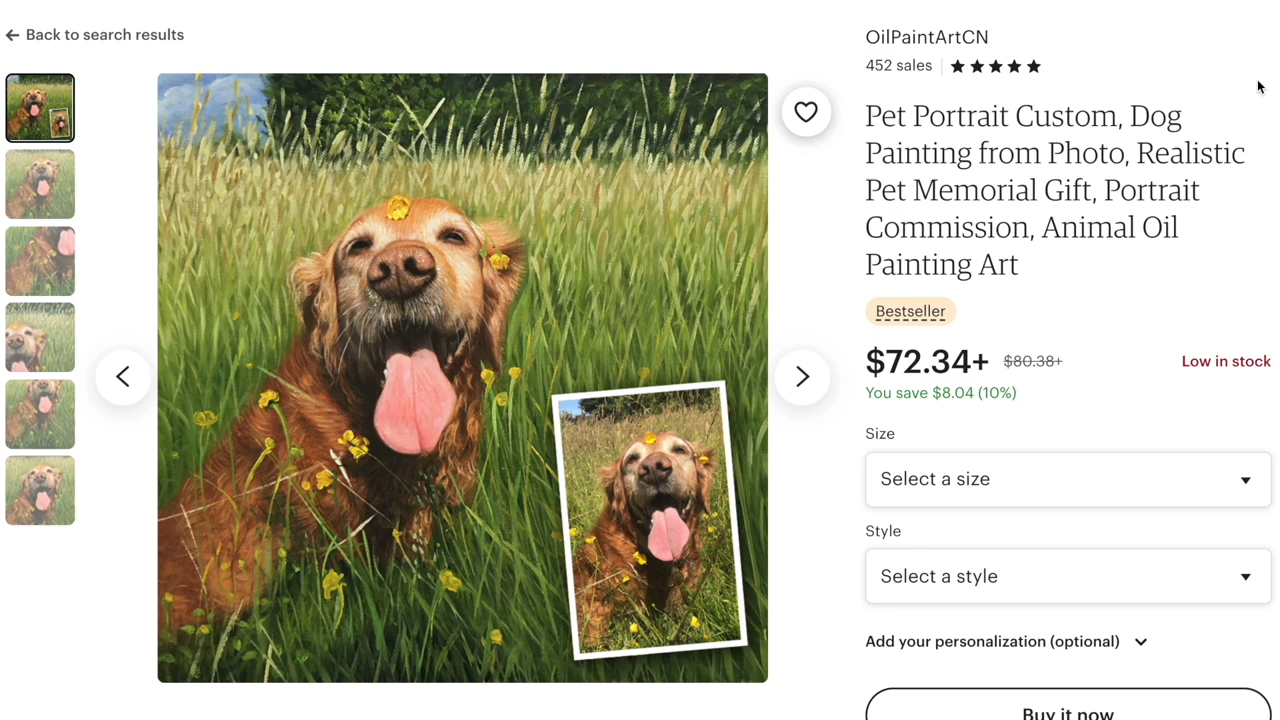 Back to search results
OilPaintArtCN
452 sales
Pet Portrait Custom, Dog
Painting from Photo, Realistic
Pet Memorial Gift, Portrait
Commission, Animal Oil
Painting Art
Bestseller
$72.34+ $80.38+ Low in stock
You save $8.04 (10%)
Size
Select a size
Style
Select a style
Add your personalization (optional)
Buy it now